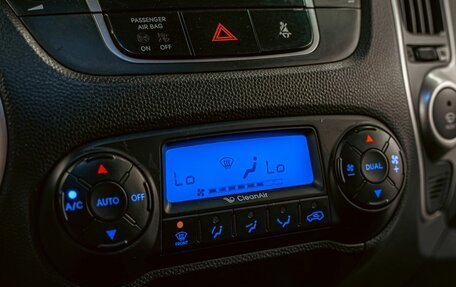 PASSENGER
AIR BAG
ON OFF
Lo Lo
A/C AUTO OFF
DUAL
CleanAir
FRONT